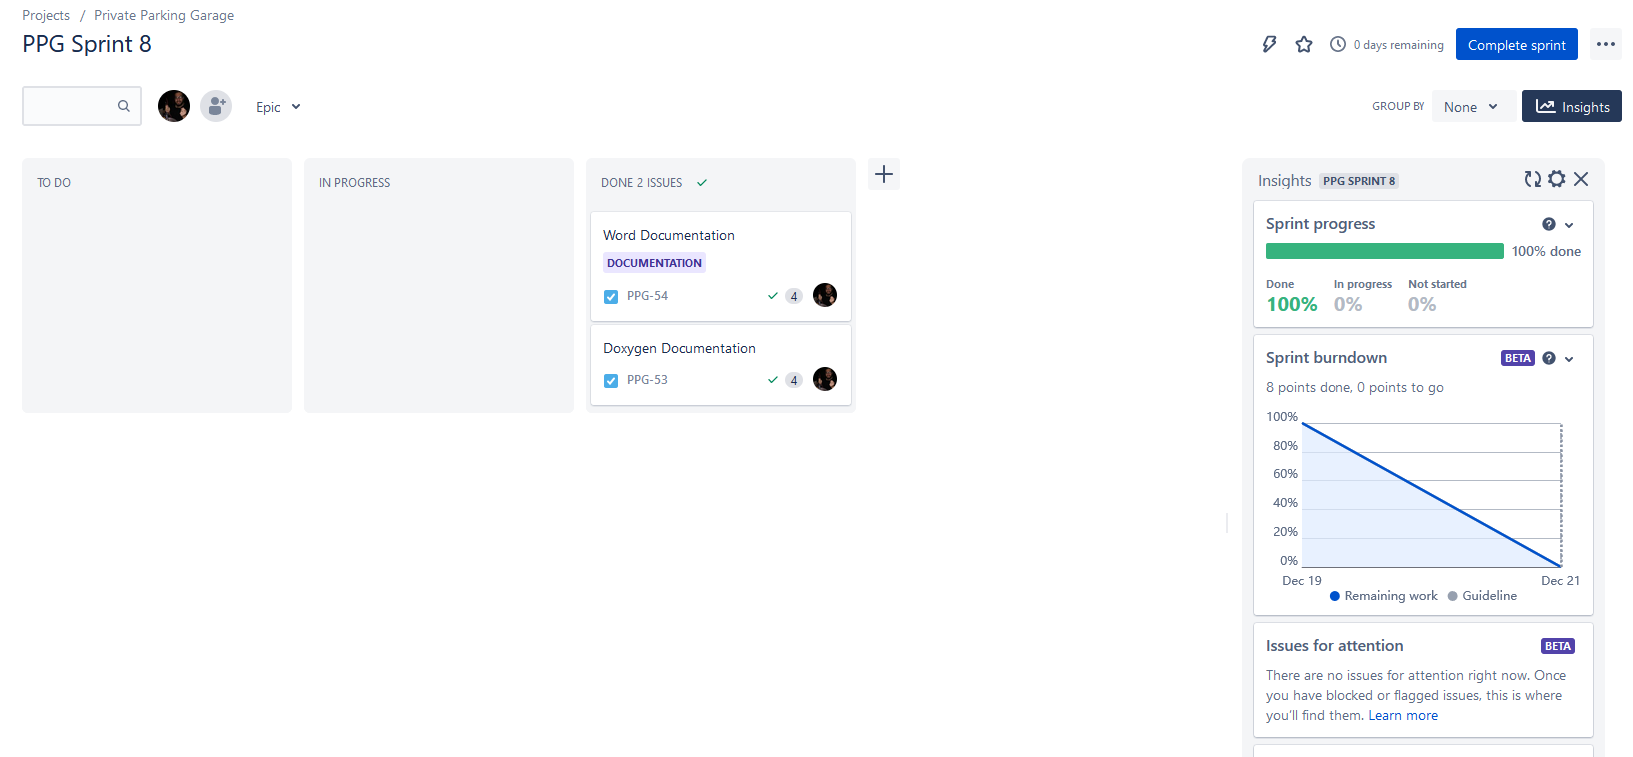 Projects / Private Parking Garage
PPG Sprint 8
0 days remaining
Complete sprint
Epic
GROUP BY
None
Insights
TO DO
IN PROGRESS
DONE 2 ISSUES
Word Documentation
DOCUMENTATION
PPG-54
4
Doxygen Documentation
PPG-53
4
Insights PPG SPRINT 8
Sprint progress
100% done
Done In progress Not started
100% 0% 0%
Sprint burndown BETA
8 points done, 0 points to go
100%
80%
60%
40%
20%
0%
Dec 19 Dec 21
Remaining work Guideline
Issues for attention BETA
There are no issues for attention right now. Once
you have blocked or flagged issues, this is where
you'll find them. Learn more